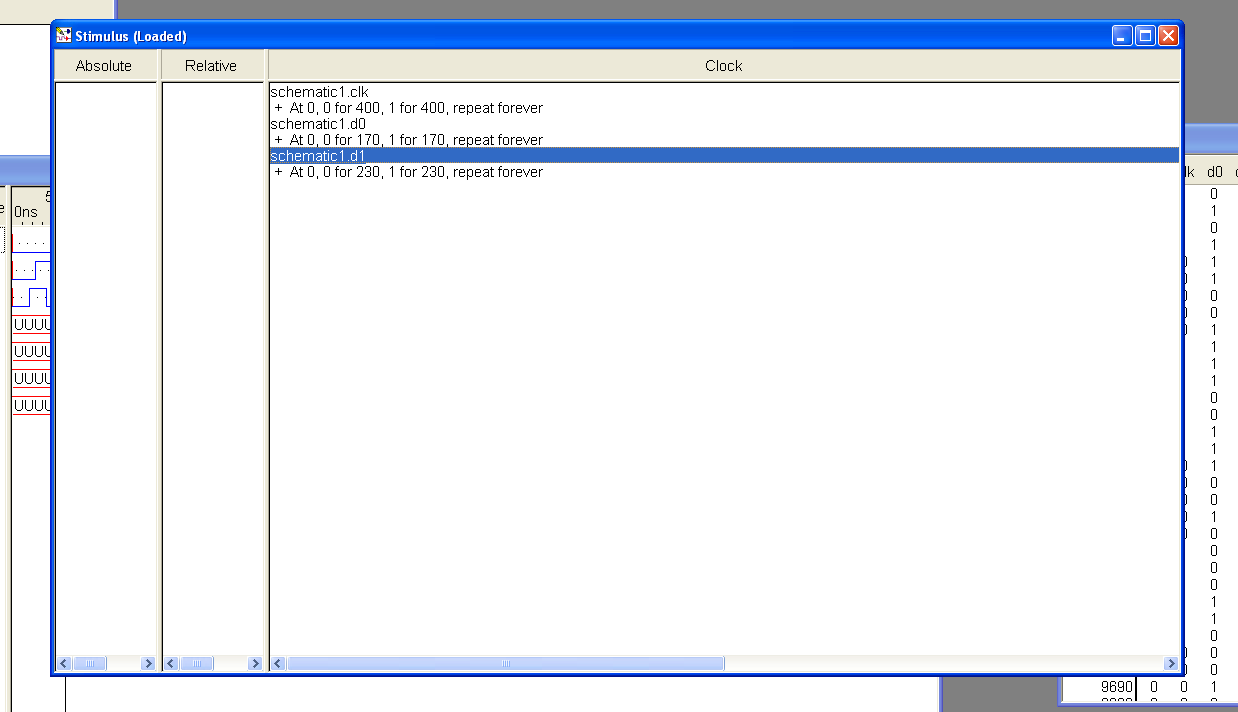 Stimulus (Loaded)
Absolute Relative Clock
schematic1.clk
+ At 0, 0 for 400, 1 for 400, repeat forever
schematic1.d0
+ At 0, 0 for 170, 1 for 170, repeat forever
schematic1.d1
+ At 0, 0 for 230, 1 for 230, repeat forever
0ns
UUUU
UUUU
UUUU
UUUU
lk d0
0
1
0
1
1
1
0
0
1
1
1
1
0
0
1
1
1
0
0
1
0
0
0
0
1
1
0
0
0
9690 0 0 1